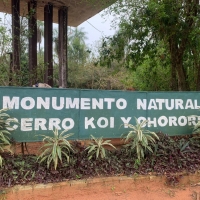 MONUMENTO NATURAL
CERRO KOI Y CHORORI